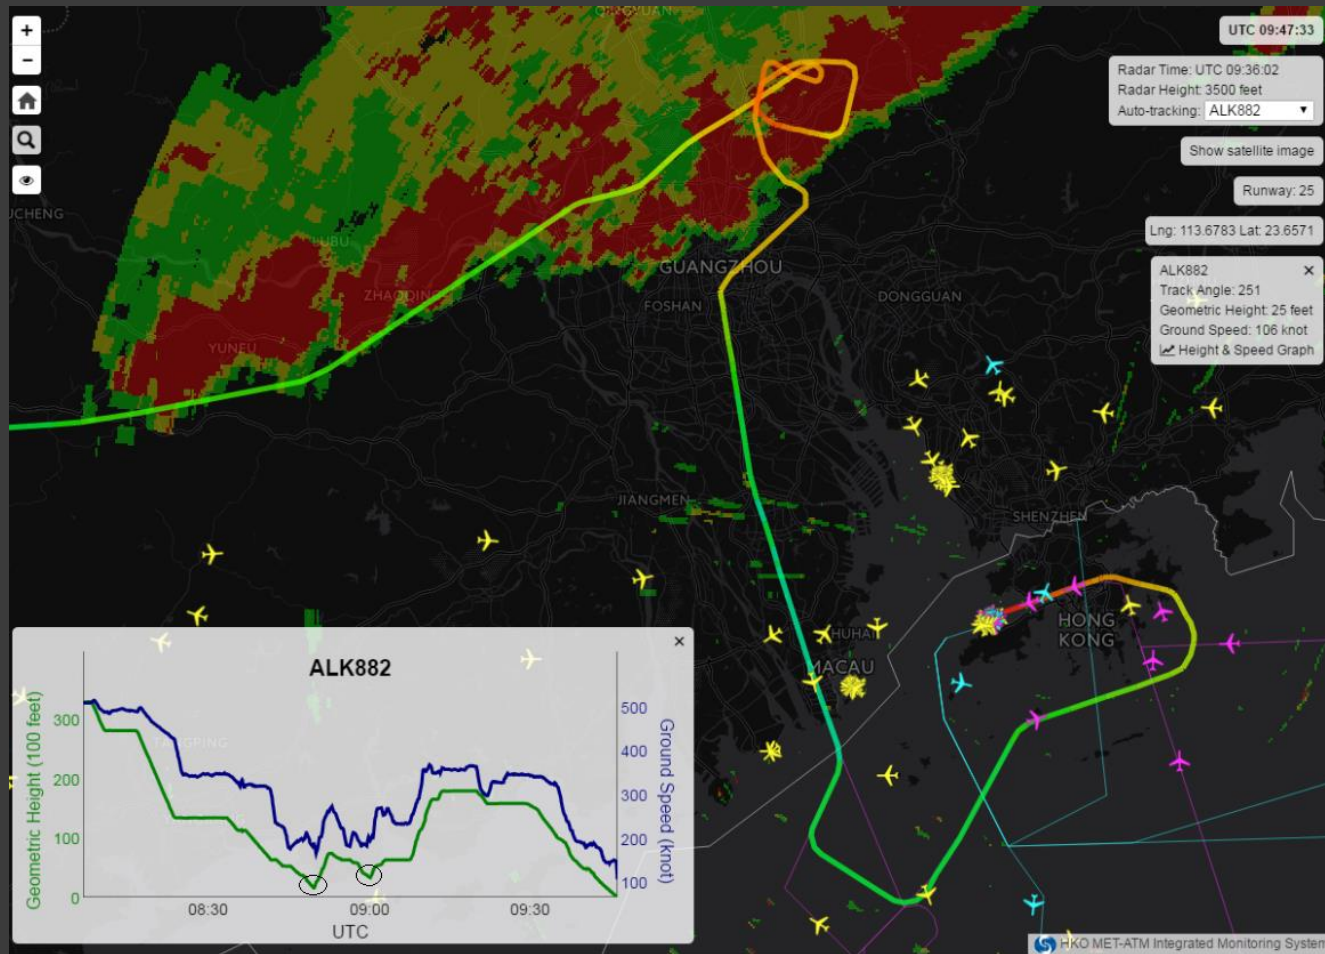 QINGYUAN
+
−
UTC 09:47:33
Radar Time: UTC 09:36:02
Radar Height: 3500 feet
Auto-tracking: ALK882
Show satellite image
Runway: 25
Lng: 113.6783 Lat: 23.6571
ALK882 ×
Track Angle: 251
Geometric Height: 25 feet
Ground Speed: 106 knot
Height & Speed Graph
UCHENG
LUBU
ZHAOQING
YUNFU
GUANGZHOU
FOSHAN
DONGGUAN
JIANGMEN
SHENZHEN
HONG
KONG
HUHAI
MACAU
×
ALK882
Geometric Height (100 feet)
300
200
100
0
500
400
300
200
100
Ground Speed (knot)
08:30 09:00 09:30
UTC
HKO MET-ATM Integrated Monitoring System